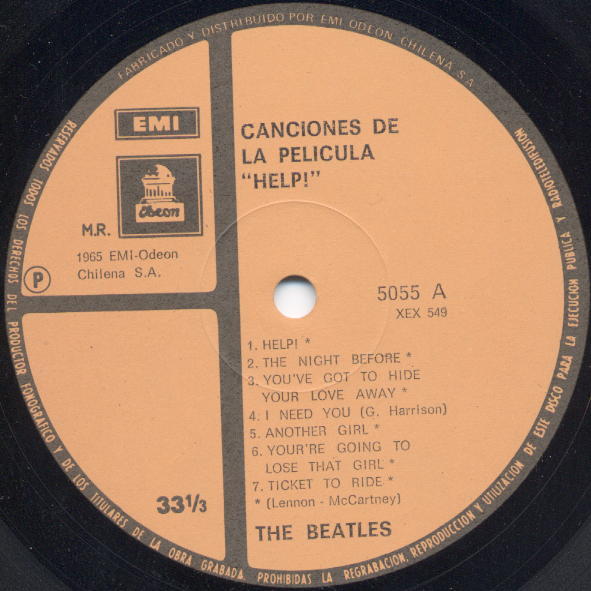 FABRICADO Y DISTRIBUIDO POR EMI ODEON CHILENA S A
EMI
Odeon
M.R.
1965 EMI-Odeon
Chilena S.A.
P
CANCIONES DE
LA PELICULA
"HELP!"
5055 A
XEX 549
1. HELP! *
2. THE NIGHT BEFORE *
3. YOU'VE GOT TO HIDE
YOUR LOVE AWAY *
4. I NEED YOU (G. Harrison)
5. ANOTHER GIRL *
6. YOUR'RE GOING TO
LOSE THAT GIRL *
7. TICKET TO RIDE *
* (Lennon - McCartney)
33 1/3
THE BEATLES
RESERVADOS TODOS LOS DERECHOS DEL PRODUCTOR FONOGRAFICO Y DE LOS TITULARES DE LA OBRA GRABADA. PROHIBIDAS LA REGRABACION, REPRODUCCION Y UTILIZACION DE ESTE DISCO PARA LA EJECUCION PUBLICA Y RADIOTELEDIFUSION